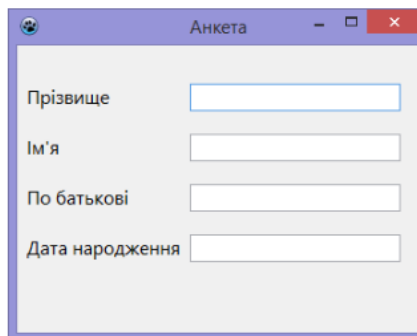 Анкета
Прізвище
Ім'я
По батькові
Дата народження